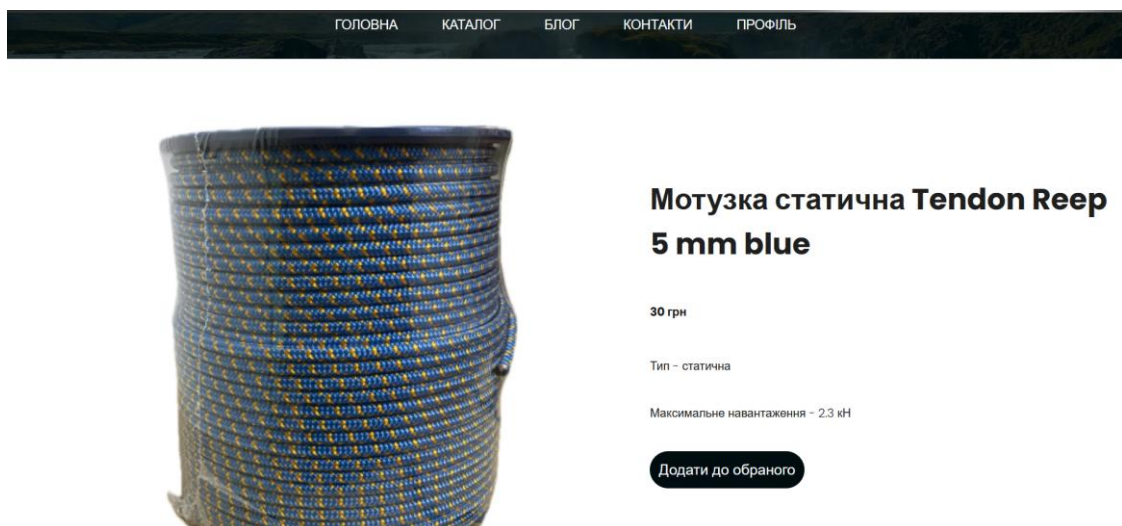 ГОЛОВНА КАТАЛОГ БЛОГ КОНТАКТИ ПРОФІЛЬ
Мотузка статична Tendon Reep
5 mm blue
30 грн
Тип - статична
Максимальне навантаження - 2.3 кН
Додати до обраного